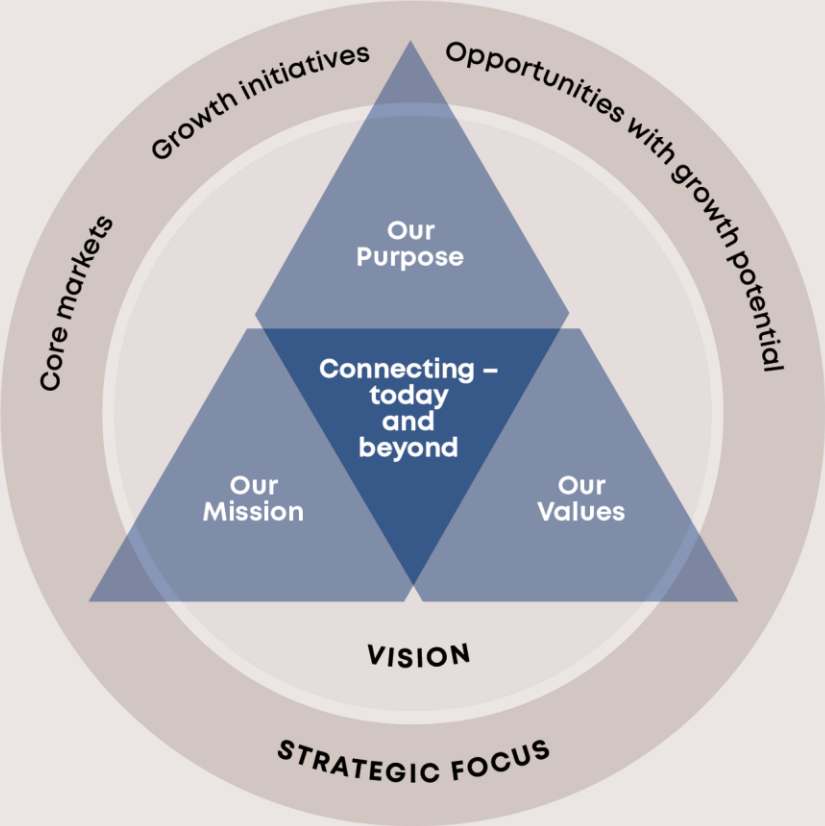 Core markets
Growth initiatives
Opportunities with growth potential
Our
Purpose
Connecting –
today
and
beyond
Our
Mission
Our
Values
VISION
STRATEGIC FOCUS